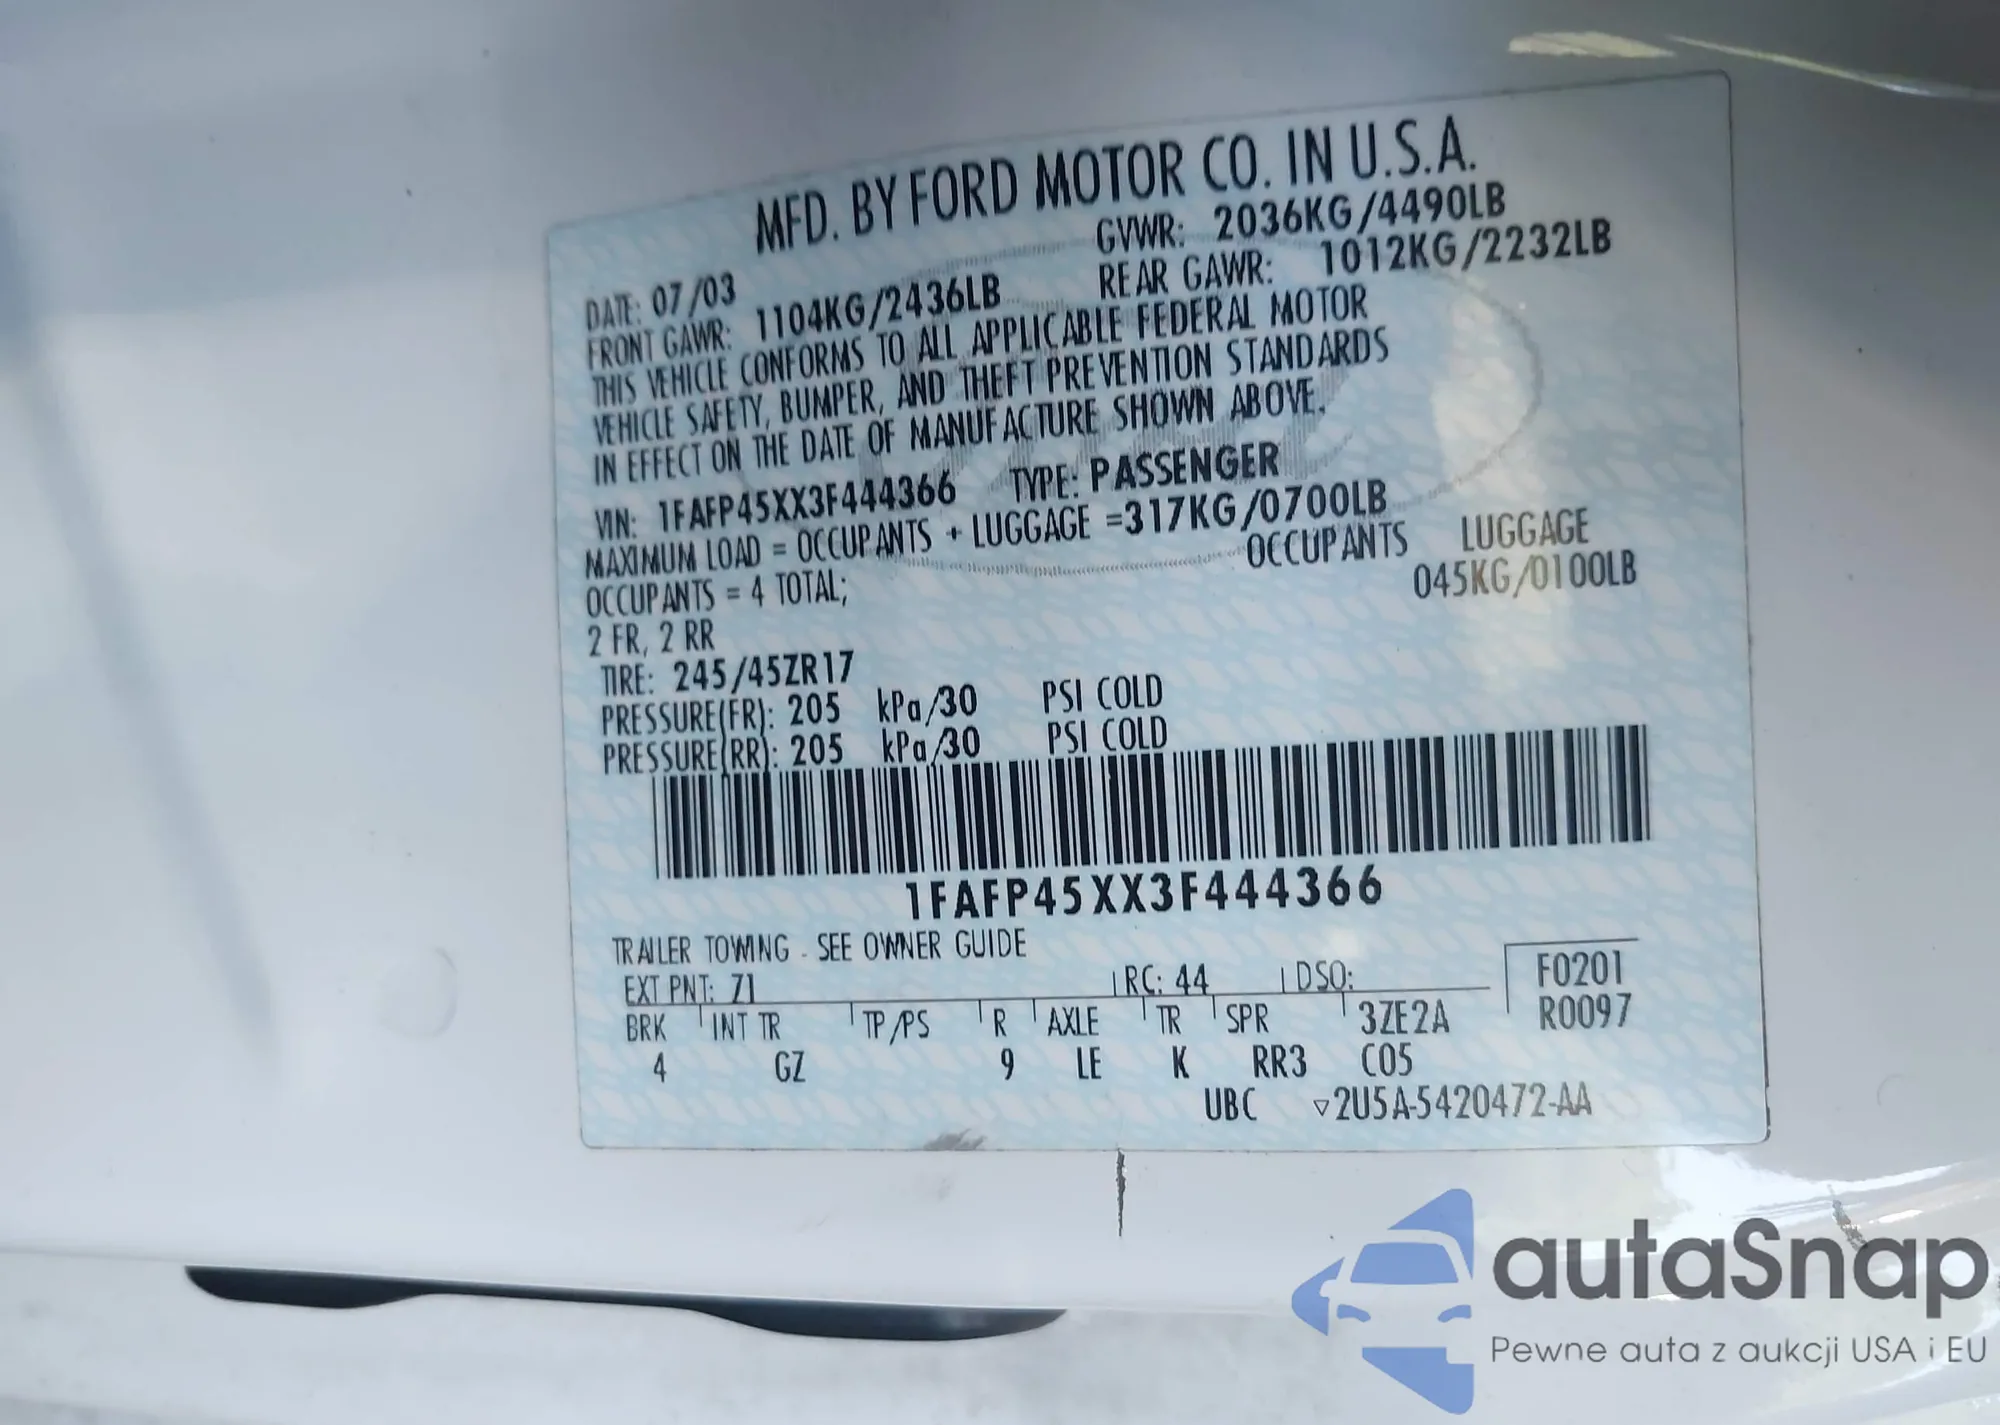 MFD. BY FORD MOTOR CO. IN U.S.A.
DATE: 07/03 GVWR: 2036KG/4490LB
FRONT GAWR: 1104KG/2436LB REAR GAWR: 1012KG/2232LB
THIS VEHICLE CONFORMS TO ALL APPLICABLE FEDERAL MOTOR
VEHICLE SAFETY, BUMPER, AND THEFT PREVENTION STANDARDS
IN EFFECT ON THE DATE OF MANUFACTURE SHOWN ABOVE.
VIN: 1FAFP45XX3F444366 TYPE: PASSENGER
MAXIMUM LOAD = OCCUPANTS + LUGGAGE =317KG/0700LB
OCCUPANTS = 4 TOTAL; OCCUPANTS LUGGAGE
2 FR, 2 RR 045KG/0100LB
TIRE: 245/45ZR17
PRESSURE(FR): 205 kPa/30 PSI COLD
PRESSURE(RR): 205 kPa/30 PSI COLD
1FAFP45XX3F444366
TRAILER TOWING - SEE OWNER GUIDE
EXT PNT: Z1 RC: 44 DSO: F0201
BRK INT TR TP/PS R AXLE TR SPR 3ZE2A R0097
4 GZ 9 LE K RR3 C05
UBC ▽2U5A-5420472-AA
autaSnap
Pewne auta z aukcji USA i EU